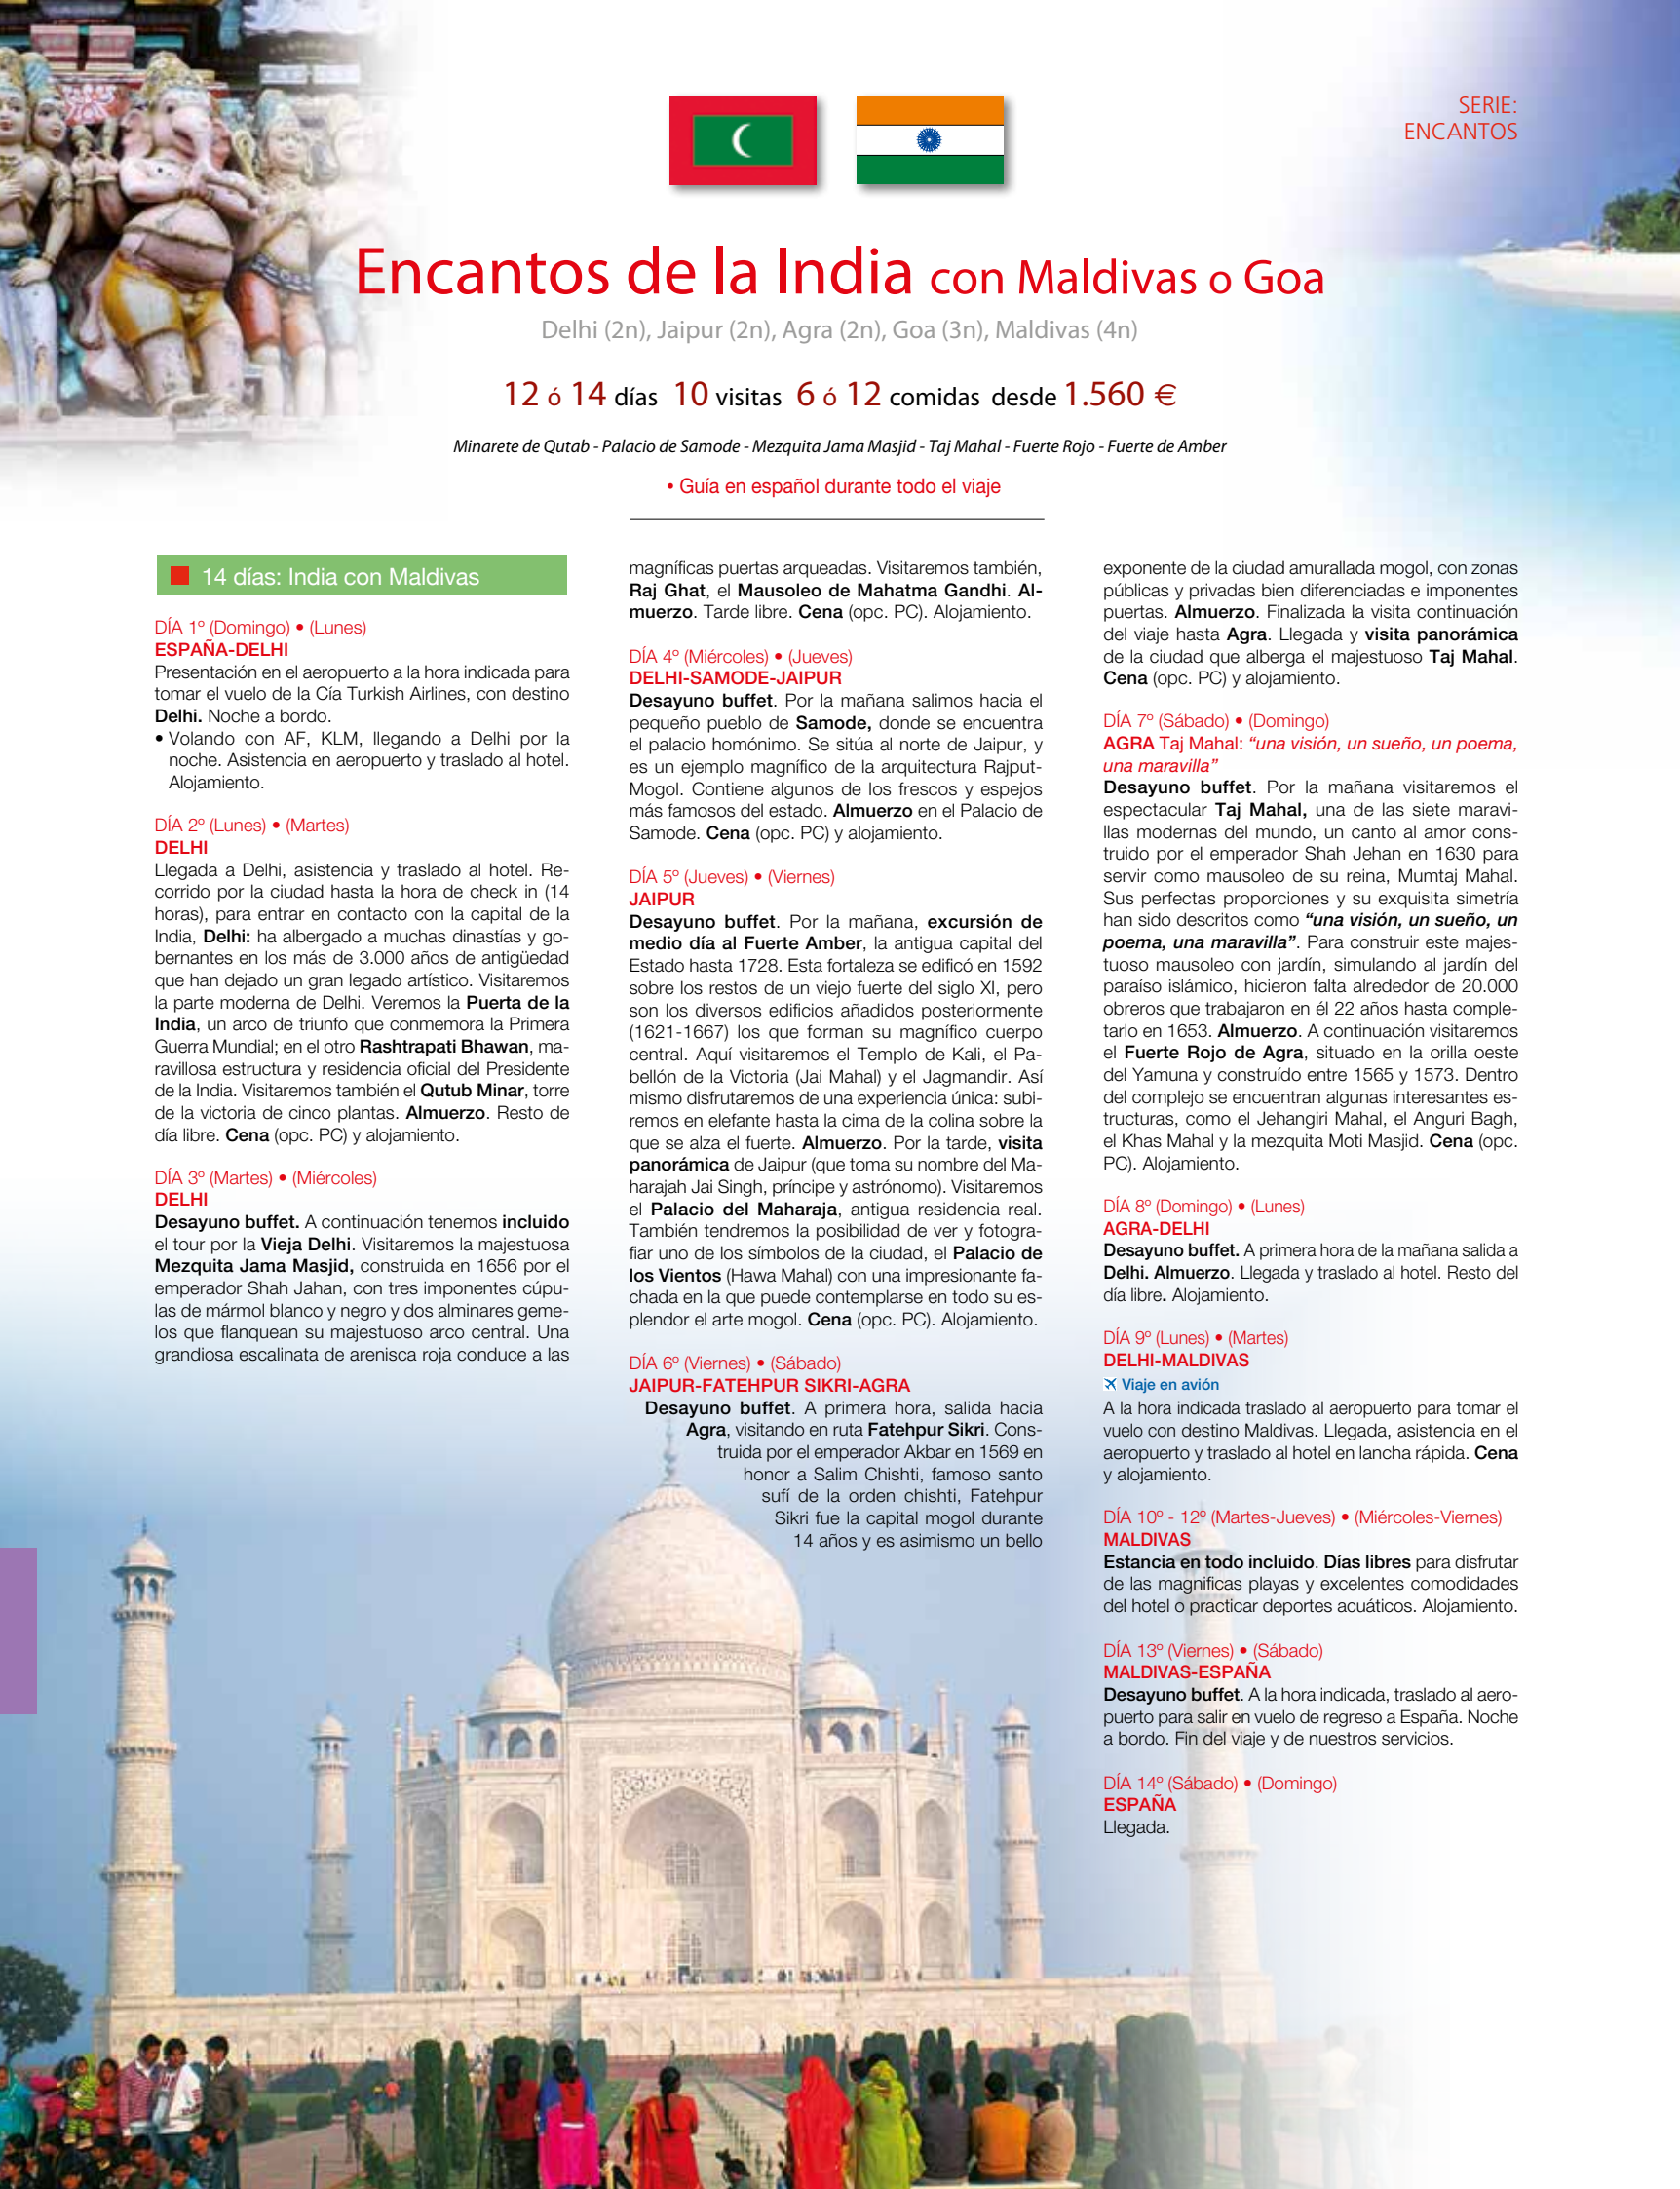 SERIE:
ENCANTOS
Encantos de la India con Maldivas o Goa
Delhi (2n), Jaipur (2n), Agra (2n), Goa (3n), Maldivas (4n)
12 ó 14 días 10 visitas 6 ó 12 comidas desde 1.560 €
Minarete de Qutab - Palacio de Samode - Mezquita Jama Masjid - Taj Mahal - Fuerte Rojo - Fuerte de Amber
• Guía en español durante todo el viaje
14 días: India con Maldivas
DÍA 1º (Domingo) • (Lunes)
ESPAÑA-DELHI
Presentación en el aeropuerto a la hora indicada para
tomar el vuelo de la Cía Turkish Airlines, con destino
Delhi. Noche a bordo.
• Volando con AF, KLM, llegando a Delhi por la
noche. Asistencia en aeropuerto y traslado al hotel.
Alojamiento.
DÍA 2º (Lunes) • (Martes)
DELHI
Llegada a Delhi, asistencia y traslado al hotel. Re-
corrido por la ciudad hasta la hora de check in (14
horas), para entrar en contacto con la capital de la
India, Delhi: ha albergado a muchas dinastías y go-
bernantes en los más de 3.000 años de antigüedad
que han dejado un gran legado artístico. Visitaremos
la parte moderna de Delhi. Veremos la Puerta de la
India, un arco de triunfo que conmemora la Primera
Guerra Mundial; en el otro Rashtrapati Bhawan, ma-
ravillosa estructura y residencia oficial del Presidente
de la India. Visitaremos también el Qutub Minar, torre
de la victoria de cinco plantas. Almuerzo. Resto de
día libre. Cena (opc. PC) y alojamiento.
DÍA 3º (Martes) • (Miércoles)
DELHI
Desayuno buffet. A continuación tenemos incluido
el tour por la Vieja Delhi. Visitaremos la majestuosa
Mezquita Jama Masjid, construida en 1656 por el
emperador Shah Jahan, con tres imponentes cúpu-
las de mármol blanco y negro y dos alminares geme-
los que flanquean su majestuoso arco central. Una
grandiosa escalinata de arenisca roja conduce a las
magníficas puertas arqueadas. Visitaremos también,
Raj Ghat, el Mausoleo de Mahatma Gandhi. Al-
muerzo. Tarde libre. Cena (opc. PC). Alojamiento.
DÍA 4º (Miércoles) • (Jueves)
DELHI-SAMODE-JAIPUR
Desayuno buffet. Por la mañana salimos hacia el
pequeño pueblo de Samode, donde se encuentra
el palacio homónimo. Se sitúa al norte de Jaipur, y
es un ejemplo magnífico de la arquitectura Rajput-
Mogol. Contiene algunos de los frescos y espejos
más famosos del estado. Almuerzo en el Palacio de
Samode. Cena (opc. PC) y alojamiento.
DÍA 5º (Jueves) • (Viernes)
JAIPUR
Desayuno buffet. Por la mañana, excursión de
medio día al Fuerte Amber, la antigua capital del
Estado hasta 1728. Esta fortaleza se edificó en 1592
sobre los restos de un viejo fuerte del siglo XI, pero
son los diversos edificios añadidos posteriormente
(1621-1667) los que forman su magnífico cuerpo
central. Aquí visitaremos el Templo de Kali, el Pa-
bellón de la Victoria (Jai Mahal) y el Jagmandir. Así
mismo disfrutaremos de una experiencia única: subi-
remos en elefante hasta la cima de la colina sobre la
que se alza el fuerte. Almuerzo. Por la tarde, visita
panorámica de Jaipur (que toma su nombre del Ma-
harajah Jai Singh, príncipe y astrónomo). Visitaremos
el Palacio del Maharaja, antigua residencia real.
También tendremos la posibilidad de ver y fotogra-
fiar uno de los símbolos de la ciudad, el Palacio de
los Vientos (Hawa Mahal) con una impresionante fa-
chada en la que puede contemplarse en todo su es-
plendor el arte mogol. Cena (opc. PC). Alojamiento.
DÍA 6º (Viernes) • (Sábado)
JAIPUR-FATEHPUR SIKRI-AGRA
Desayuno buffet. A primera hora, salida hacia
Agra, visitando en ruta Fatehpur Sikri. Cons-
truida por el emperador Akbar en 1569 en
honor a Salim Chishti, famoso santo
sufí de la orden chishti, Fatehpur
Sikri fue la capital mogol durante
14 años y es asimismo un bello
exponente de la ciudad amurallada mogol, con zonas
públicas y privadas bien diferenciadas e imponentes
puertas. Almuerzo. Finalizada la visita continuación
del viaje hasta Agra. Llegada y visita panorámica
de la ciudad que alberga el majestuoso Taj Mahal.
Cena (opc. PC) y alojamiento.
DÍA 7º (Sábado) • (Domingo)
AGRA Taj Mahal: “una visión, un sueño, un poema,
una maravilla”
Desayuno buffet. Por la mañana visitaremos el
espectacular Taj Mahal, una de las siete maravi-
llas modernas del mundo, un canto al amor cons-
truido por el emperador Shah Jehan en 1630 para
servir como mausoleo de su reina, Mumtaj Mahal.
Sus perfectas proporciones y su exquisita simetría
han sido descritos como “una visión, un sueño, un
poema, una maravilla”. Para construir este majes-
tuoso mausoleo con jardín, simulando al jardín del
paraíso islámico, hicieron falta alrededor de 20.000
obreros que trabajaron en él 22 años hasta comple-
tarlo en 1653. Almuerzo. A continuación visitaremos
el Fuerte Rojo de Agra, situado en la orilla oeste
del Yamuna y construído entre 1565 y 1573. Dentro
del complejo se encuentran algunas interesantes es-
tructuras, como el Jehangiri Mahal, el Anguri Bagh,
el Khas Mahal y la mezquita Moti Masjid. Cena (opc.
PC). Alojamiento.
DÍA 8º (Domingo) • (Lunes)
AGRA-DELHI
Desayuno buffet. A primera hora de la mañana salida a
Delhi. Almuerzo. Llegada y traslado al hotel. Resto del
día libre. Alojamiento.
DÍA 9º (Lunes) • (Martes)
DELHI-MALDIVAS
Viaje en avión
A la hora indicada traslado al aeropuerto para tomar el
vuelo con destino Maldivas. Llegada, asistencia en el
aeropuerto y traslado al hotel en lancha rápida. Cena
y alojamiento.
DÍA 10º - 12º (Martes-Jueves) • (Miércoles-Viernes)
MALDIVAS
Estancia en todo incluido. Días libres para disfrutar
de las magnificas playas y excelentes comodidades
del hotel o practicar deportes acuáticos. Alojamiento.
DÍA 13º (Viernes) • (Sábado)
MALDIVAS-ESPAÑA
Desayuno buffet. A la hora indicada, traslado al aero-
puerto para salir en vuelo de regreso a España. Noche
a bordo. Fin del viaje y de nuestros servicios.
DÍA 14º (Sábado) • (Domingo)
ESPAÑA
Llegada.